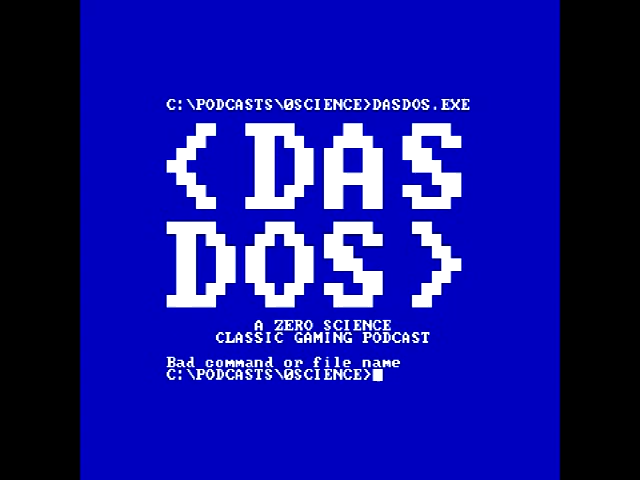 C:\PODCASTS\0SCIENCE>DASDOS.EXE
<DAS
DOS>
A ZERO SCIENCE
CLASSIC GAMING PODCAST
Bad command or file name
C:\PODCASTS\0SCIENCE>